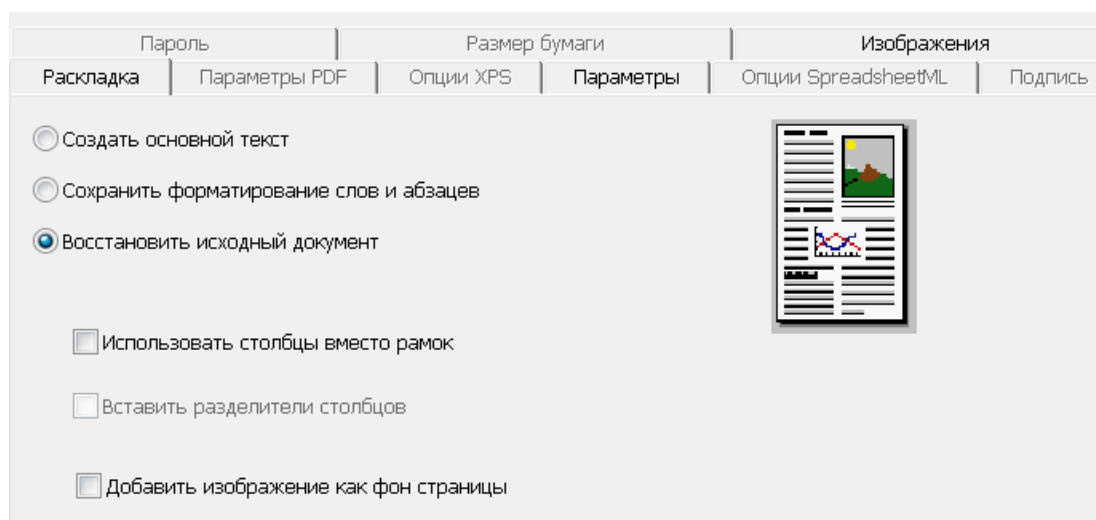 Пароль Размер бумаги Изображения
Раскладка Параметры PDF Опции XPS Параметры Опции SpreadsheetML Подпись
Создать основной текст
Сохранить форматирование слов и абзацев
Восстановить исходный документ
Использовать столбцы вместо рамок
Вставить разделители столбцов
Добавить изображение как фон страницы